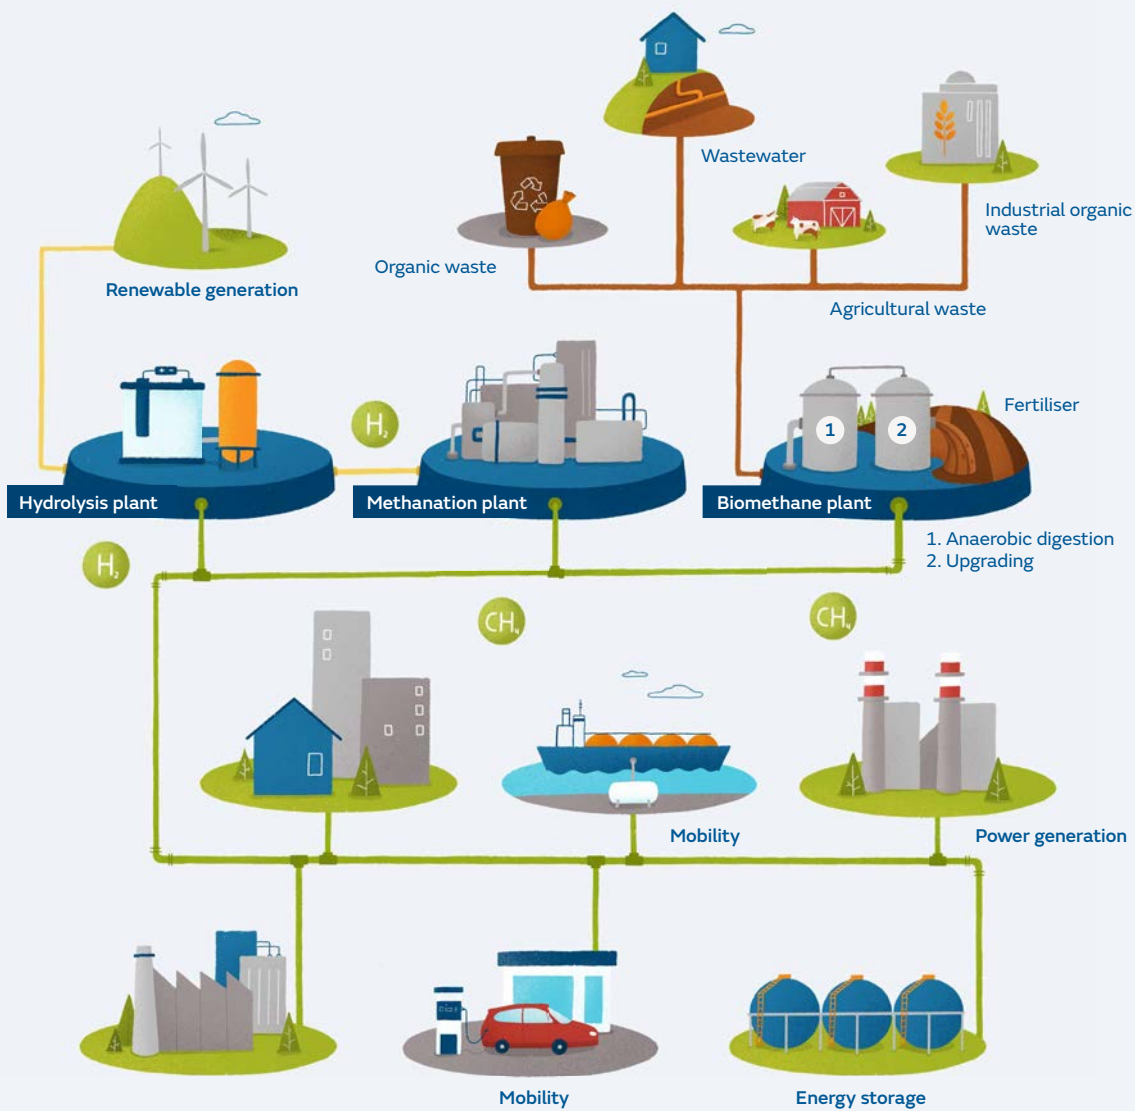 Wastewater
Industrial organic
waste
Organic waste
Renewable generation
Agricultural waste
Fertiliser
H₂
1
2
Hydrolysis plant
Methanation plant
Biomethane plant
1. Anaerobic digestion
2. Upgrading
H₂
CH₄
CH₄
Mobility
Power generation
Mobility
Energy storage